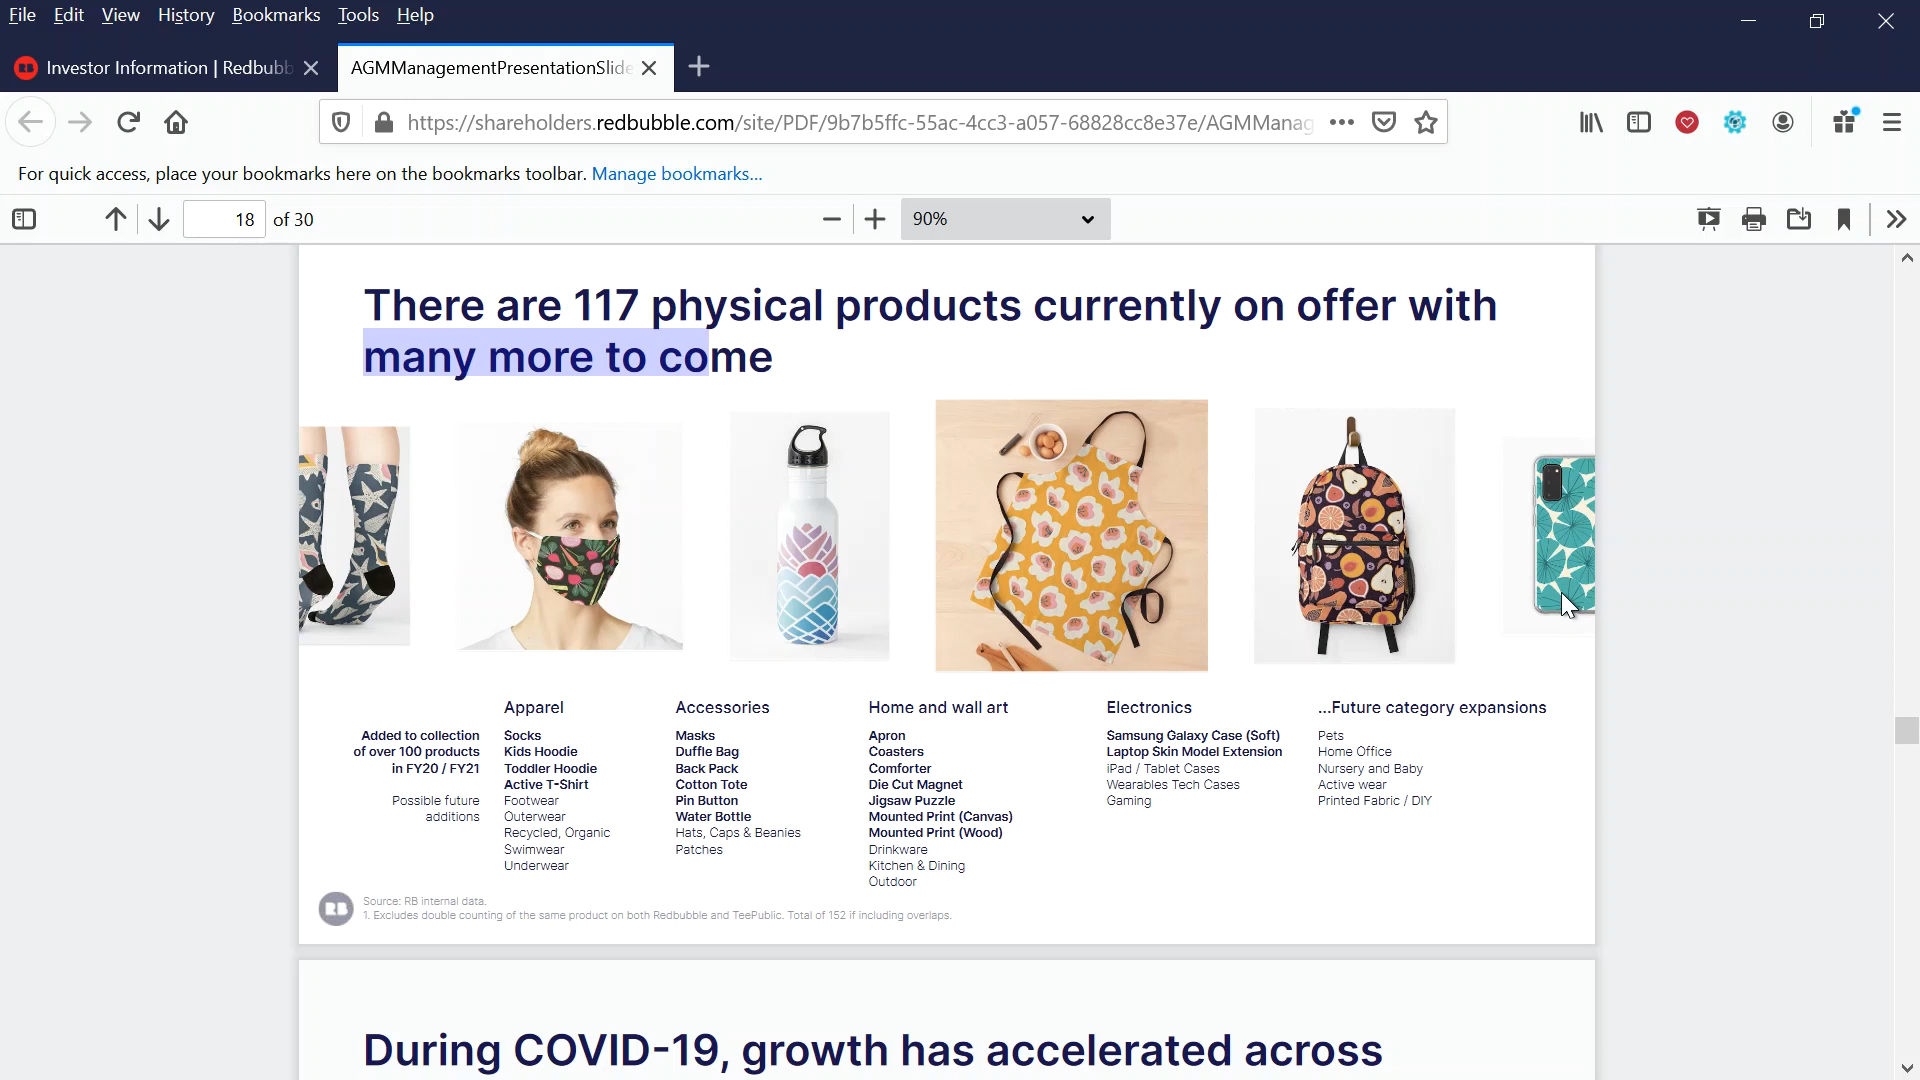 File Edit View History Bookmarks Tools Help
Investor Information | Redbubb
AGMManagementPresentationSlide
https://shareholders.redbubble.com/site/PDF/9b7b5ffc-55ac-4cc3-a057-68828cc8e37e/AGMManag
For quick access, place your bookmarks here on the bookmarks toolbar. Manage bookmarks...
18 of 30
90%
There are 117 physical products currently on offer with
many more to come
Added to collection
of over 100 products
in FY20 / FY21
Possible future
additions
Apparel
Socks
Kids Hoodie
Toddler Hoodie
Active T-Shirt
Footwear
Outerwear
Recycled, Organic
Swimwear
Underwear
Accessories
Masks
Duffle Bag
Back Pack
Cotton Tote
Pin Button
Water Bottle
Hats, Caps & Beanies
Patches
Home and wall art
Apron
Coasters
Comforter
Die Cut Magnet
Jigsaw Puzzle
Mounted Print (Canvas)
Mounted Print (Wood)
Drinkware
Kitchen & Dining
Outdoor
Electronics
Samsung Galaxy Case (Soft)
Laptop Skin Model Extension
iPad / Tablet Cases
Wearables Tech Cases
Gaming
...Future category expansions
Pets
Home Office
Nursery and Baby
Active wear
Printed Fabric / DIY
RB
Source: RB internal data.
1. Excludes double counting of the same product on both Redbubble and TeePublic. Total of 152 if including overlaps.
During COVID-19, growth has accelerated across